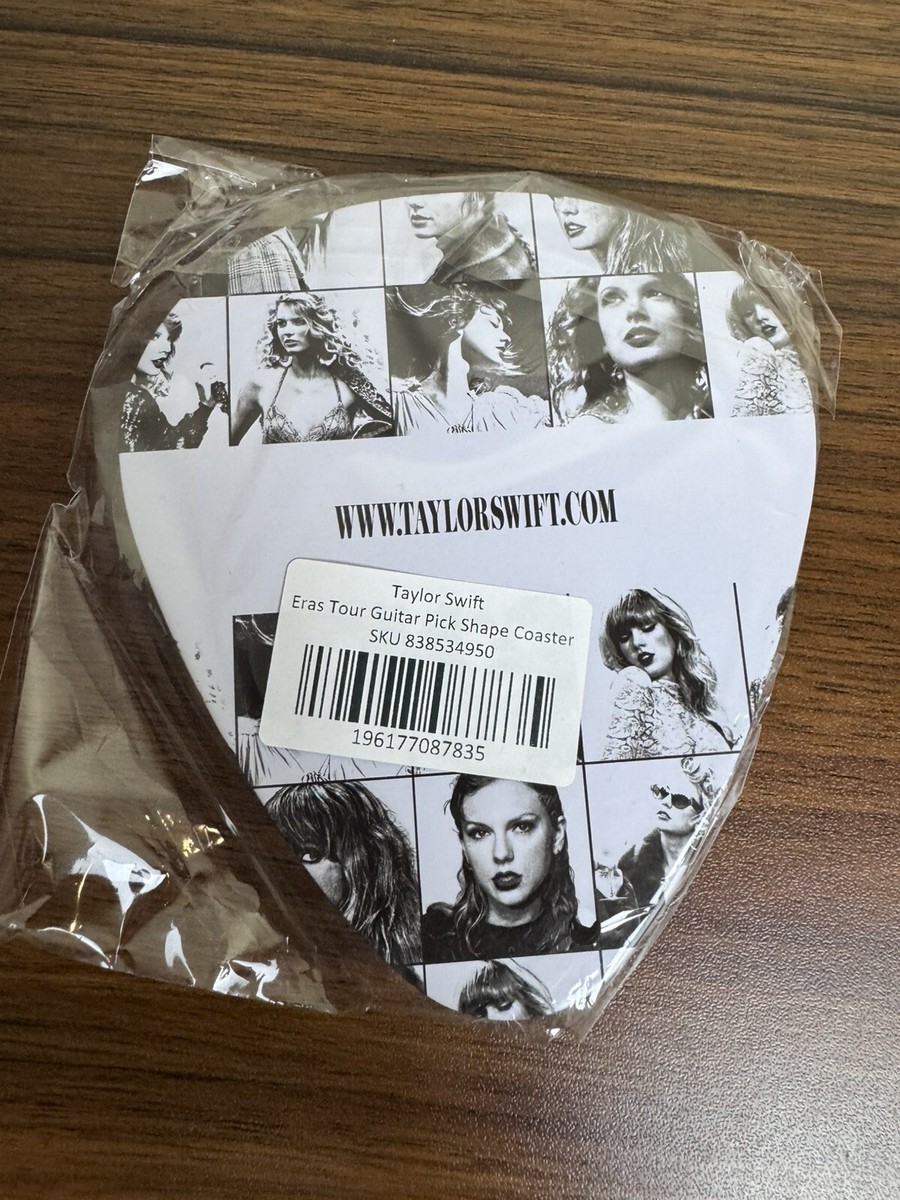 WWW.TAYLORSWIFT.COM
Taylor Swift
Eras Tour Guitar Pick Shape Coaster
SKU 838534950
196177087835